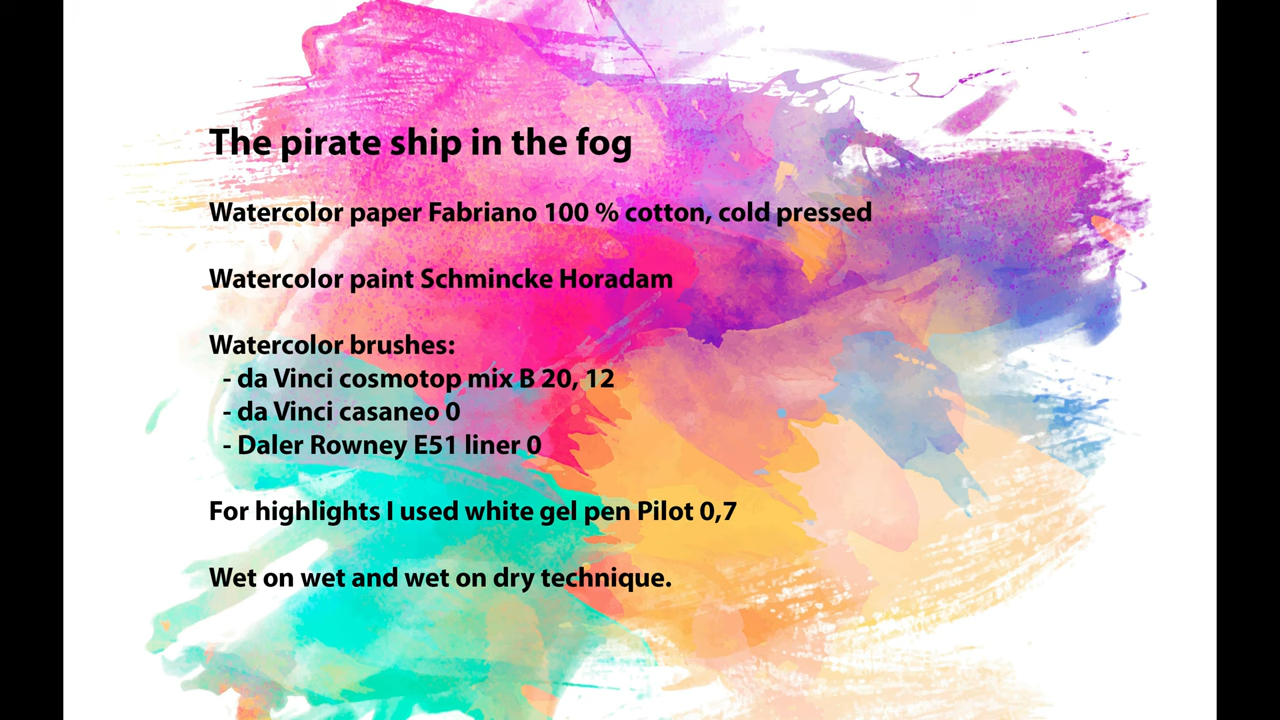 The pirate ship in the fog
Watercolor paper Fabriano 100 % cotton, cold pressed
Watercolor paint Schmincke Horadam
Watercolor brushes:
- da Vinci cosmotop mix B 20, 12
- da Vinci casaneo 0
- Daler Rowney E51 liner 0
For highlights I used white gel pen Pilot 0,7
Wet on wet and wet on dry technique.